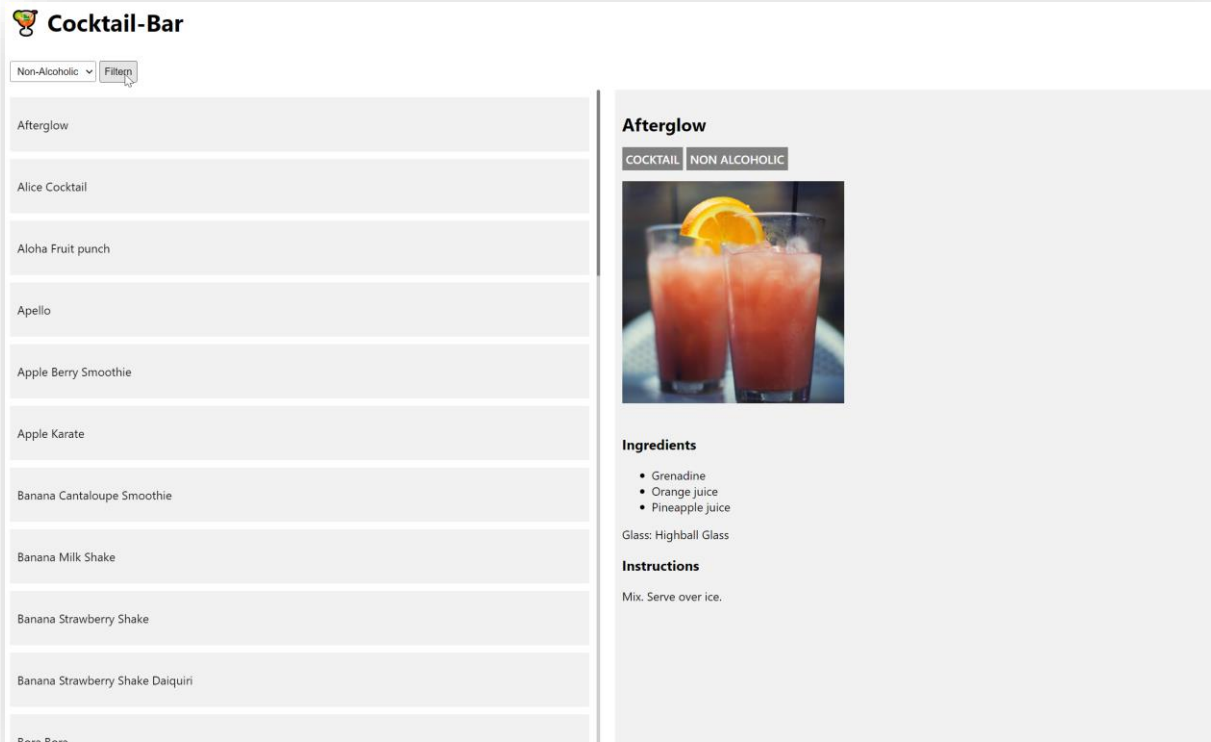 Cocktail-Bar
Non-Alcoholic Filtern
Afterglow
Alice Cocktail
Aloha Fruit punch
Apello
Apple Berry Smoothie
Apple Karate
Banana Cantaloupe Smoothie
Banana Milk Shake
Banana Strawberry Shake
Banana Strawberry Shake Daiquiri
Bora Bora
Afterglow
COCKTAIL NON ALCOHOLIC
Ingredients
• Grenadine
• Orange juice
• Pineapple juice
Glass: Highball Glass
Instructions
Mix. Serve over ice.